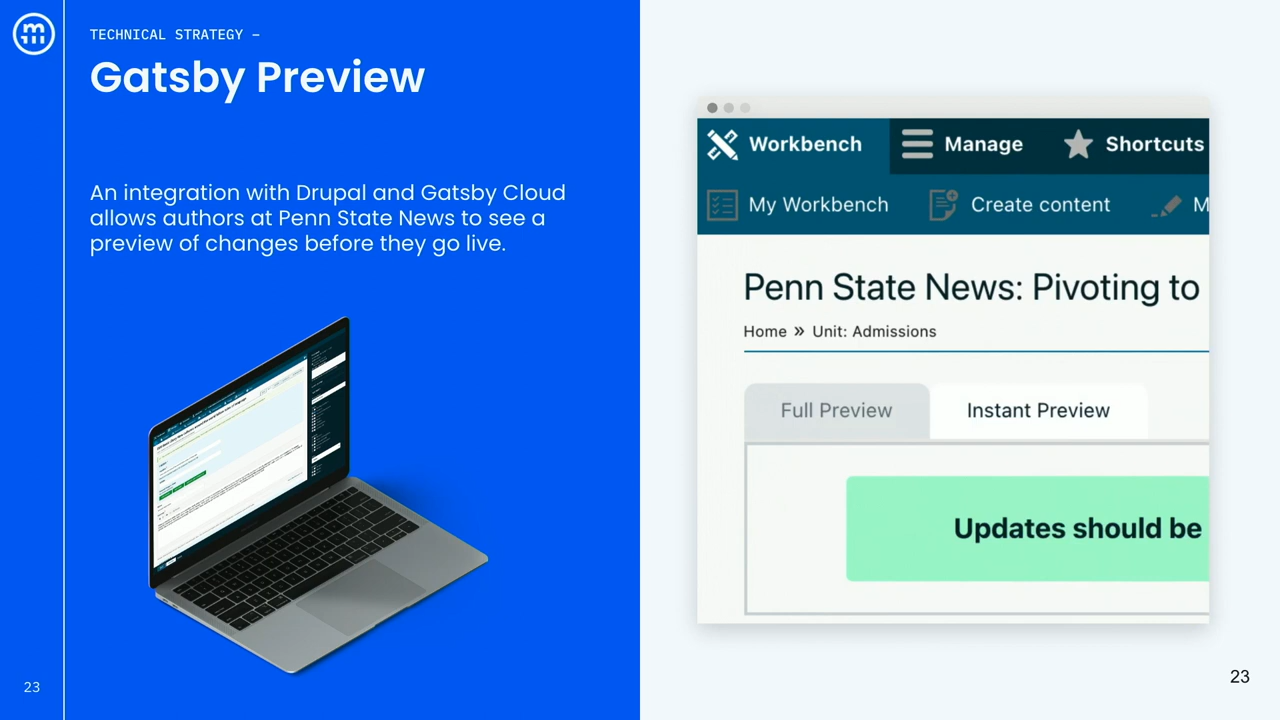 TECHNICAL STRATEGY –
Gatsby Preview
An integration with Drupal and Gatsby Cloud
allows authors at Penn State News to see a
preview of changes before they go live.
23
Workbench
Manage
Shortcuts
My Workbench
Create content
M
Penn State News: Pivoting to
Home » Unit: Admissions
Full Preview
Instant Preview
Updates should be
23